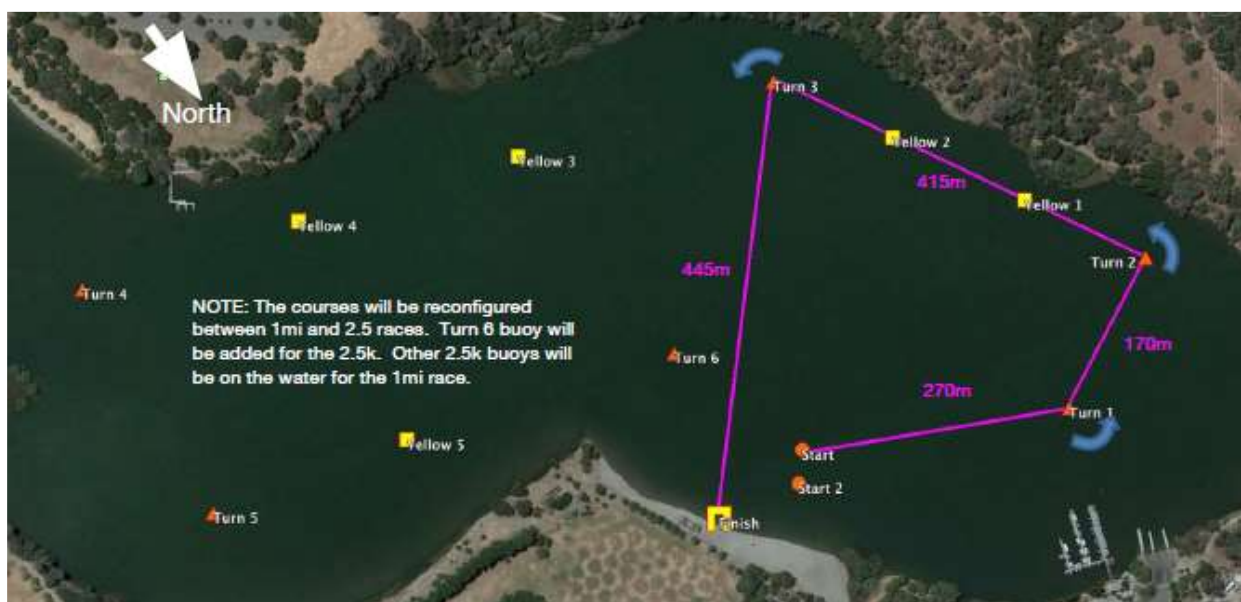 North
Turn 3
Yellow 2
Yellow 3
415m
Yellow 1
Yellow 4
Turn 2
445m
Turn 4
NOTE: The courses will be reconfigured
between 1mi and 2.5 races. Turn 6 buoy will
be added for the 2.5k. Other 2.5k buoys will
be on the water for the 1mi race.
170m
Turn 6
270m
Turn 1
Yellow 5
Start
Start 2
Turn 5
Finish